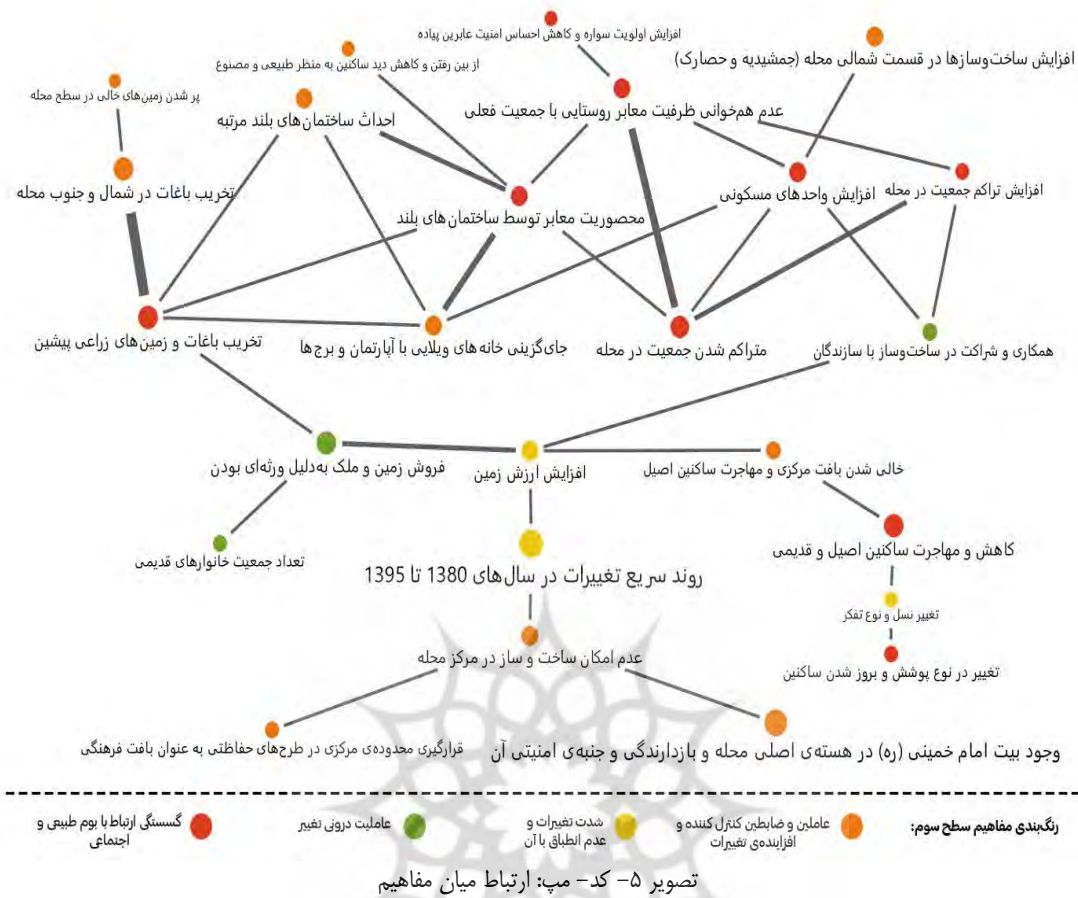 افزایش اولویت سواره و کاهش احساس امنیت عابرین پیاده
از بین رفتن و کاهش دید ساکنین به منظر طبیعی و مصنوع
افزایش ساخت‌وسازها در قسمت شمالی محله (جمشیدیه و حصارک)
پر شدن زمین‌های خالی در سطح محله
احداث ساختمان‌های بلند مرتبه
عدم هم‌خوانی ظرفیت معابر روستایی با جمعیت فعلی
افزایش تراکم جمعیت در محله
افزایش واحدهای مسکونی
تخریب باغات در شمال و جنوب محله
محصوریت معابر توسط ساختمان‌های بلند
همکاری و شراکت در ساخت‌وساز با سازندگان
متراکم شدن جمعیت در محله
جای‌گزینی خانه‌های ویلایی با آپارتمان و برج‌ها
تخریب باغات و زمین‌های زراعی پیشین
خالی شدن بافت مرکزی و مهاجرت ساکنین اصیل
افزایش ارزش زمین
فروش زمین و ملک به‌دلیل ورثه‌ای بودن
کاهش و مهاجرت ساکنین اصیل و قدیمی
تعداد جمعیت خانوارهای قدیمی
روند سریع تغییرات در سال‌های 1380 تا 1395
تغییر نسل و نوع تفکر
عدم امکان ساخت و ساز در مرکز محله
تغییر در نوع پوشش و بروز شدن ساکنین
وجود بیت امام خمینی (ره) در هسته‌ی اصلی محله و بازدارندگی و جنبه‌ی امنیتی آن
قرارگیری محدوده‌ی مرکزی در طرح‌های حفاظتی به عنوان بافت فرهنگی
رنگ‌بندی مفاهیم سطح سوم:
عاملین و ضابطین کنترل کننده و
افزاینده‌ی تغییرات
شدت تغییرات و
عدم انطباق با آن
عاملیت درونی تغییر
گسستگی ارتباط با بوم طبیعی و
اجتماعی
تصویر ۵- کد- مپ: ارتباط میان مفاهیم